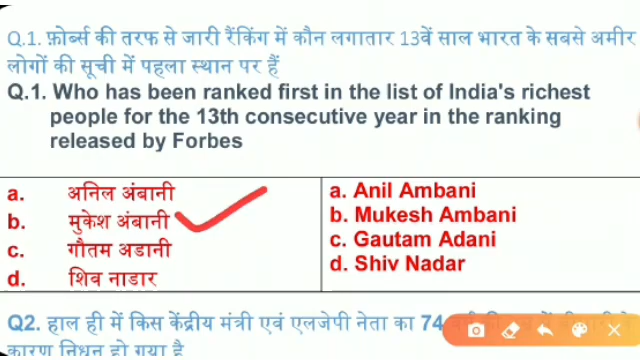 Q.1. फ़ोर्ब्स की तरफ से जारी रैंकिंग में कौन लगातार 13वें साल भारत के सबसे अमीर
लोगों की सूची में पहला स्थान पर हैं
Q.1. Who has been ranked first in the list of India's richest
people for the 13th consecutive year in the ranking
released by Forbes
a. अनिल अंबानी
b. मुकेश अंबानी
c. गौतम अडानी
d. शिव नाडार
a. Anil Ambani
b. Mukesh Ambani
c. Gautam Adani
d. Shiv Nadar
Q2. हाल ही में किस केंद्रीय मंत्री एवं एलजेपी नेता का 74
कारण निधन हो गया है